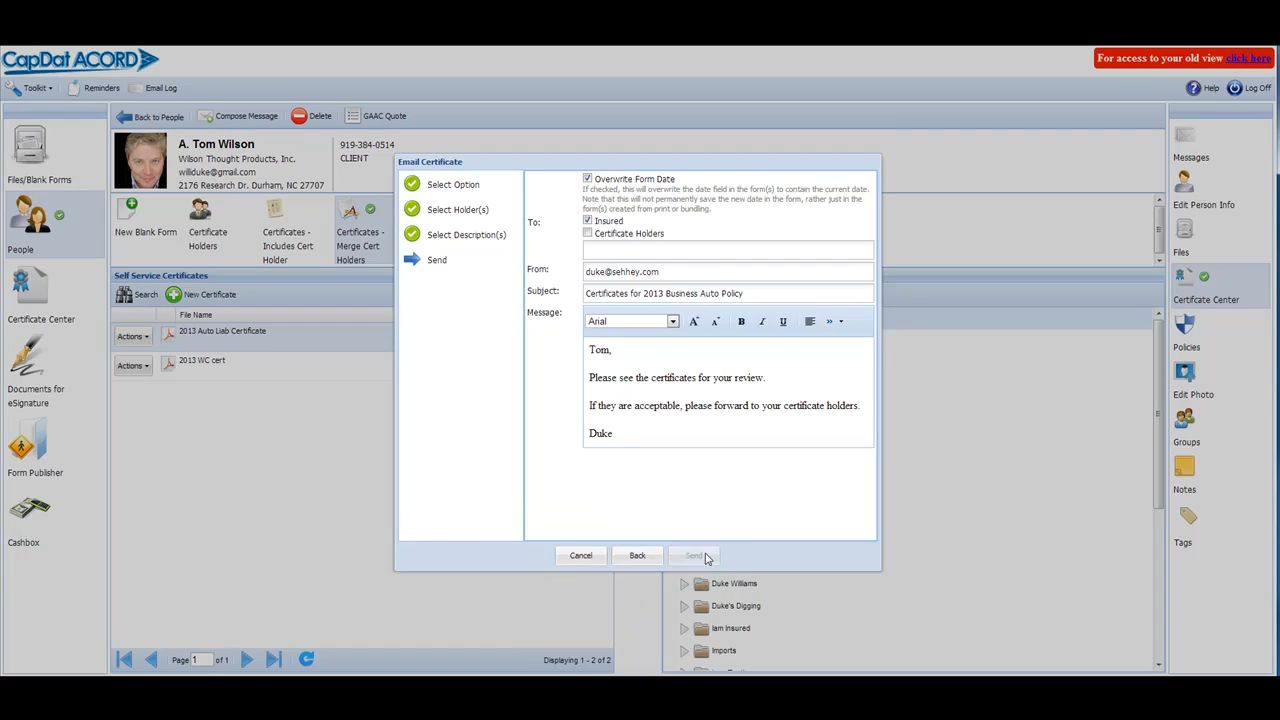 CapDat ACORD
For access to your old view click here
Toolkit
Reminders
Email Log
Help
Log Off
Back to People
Compose Message
Delete
GAAC Quote
A. Tom Wilson
Wilson Thought Products, Inc.
williduke@gmail.com
2176 Research Dr. Durham, NC 27707
919-384-0514
CLIENT
Files/Blank Forms
People
Certificate Center
Documents for
eSignature
Form Publisher
Cashbox
New Blank Form
Certificate
Holders
Certificates -
Includes Cert
Holder
Certificates -
Merge Cert
Holders
Self Service Certificates
Search
New Certificate
File Name
Actions
2013 Auto Liab Certificate
Actions
2013 WC cert
Page 1 of 1
Displaying 1 - 2 of 2
Email Certificate
Select Option
Select Holder(s)
Select Description(s)
Send
Overwrite Form Date
If checked, this will overwrite the date field in the form(s) to contain the current date.
Note that this will not permanently save the new date in the form, rather just in the
form(s) created from print or bundling.
To:
Insured
Certificate Holders
From:
duke@sehhey.com
Subject:
Certificates for 2013 Business Auto Policy
Message:
Arial
A
A
B I U
»
Tom,
Please see the certificates for your review.
If they are acceptable, please forward to your certificate holders.
Duke
Cancel
Back
Send
Duke Williams
Duke's Digging
Iam Insured
Imports
Messages
Edit Person Info
Files
Certifcate Center
Policies
Edit Photo
Groups
Notes
Tags